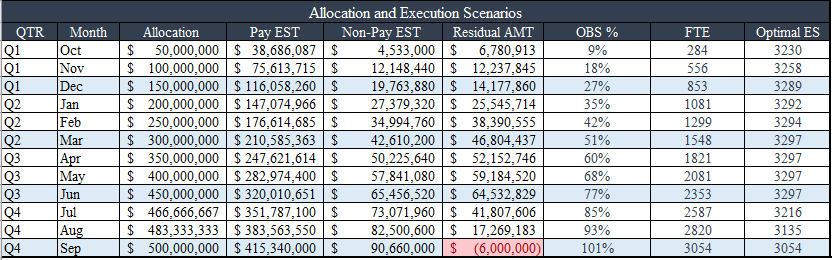 Allocation and Execution Scenarios
QTR Month Allocation Pay EST Non-Pay EST Residual AMT OBS % FTE Optimal ES
Q1 Oct $ 50,000,000 $ 38,686,087 $ 4,533,000 $ 6,780,913 9% 284 3230
Q1 Nov $ 100,000,000 $ 75,613,715 $ 12,148,440 $ 12,237,845 18% 556 3258
Q1 Dec $ 150,000,000 $ 116,058,260 $ 19,763,880 $ 14,177,860 27% 853 3289
Q2 Jan $ 200,000,000 $ 147,074,966 $ 27,379,320 $ 25,545,714 35% 1081 3292
Q2 Feb $ 250,000,000 $ 176,614,685 $ 34,994,760 $ 38,390,555 42% 1299 3294
Q2 Mar $ 300,000,000 $ 210,585,363 $ 42,610,200 $ 46,804,437 51% 1548 3297
Q3 Apr $ 350,000,000 $ 247,621,614 $ 50,225,640 $ 52,152,746 60% 1821 3297
Q3 May $ 400,000,000 $ 282,974,400 $ 57,841,080 $ 59,184,520 68% 2081 3297
Q3 Jun $ 450,000,000 $ 320,010,651 $ 65,456,520 $ 64,532,829 77% 2353 3297
Q4 Jul $ 466,666,667 $ 351,787,100 $ 73,071,960 $ 41,807,606 85% 2587 3216
Q4 Aug $ 483,333,333 $ 383,563,550 $ 82,500,600 $ 17,269,183 93% 2820 3135
Q4 Sep $ 500,000,000 $ 415,340,000 $ 90,660,000 $ (6,000,000) 101% 3054 3054